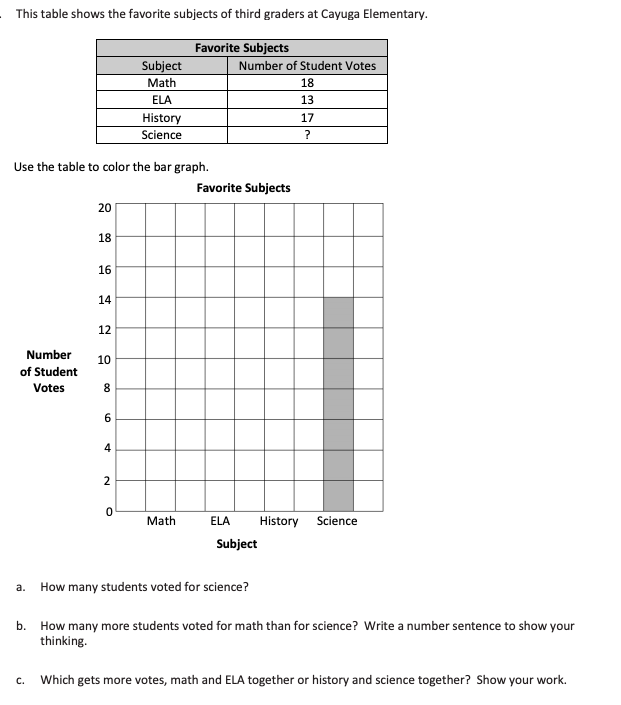 This table shows the favorite subjects of third graders at Cayuga Elementary.
Favorite Subjects
Subject Number of Student Votes
Math 18
ELA 13
History 17
Science ?
Use the table to color the bar graph.
Favorite Subjects
20
18
16
14
12
Number
of Student
Votes
10
8
6
4
2
0
Math ELA History Science
Subject
a. How many students voted for science?
b. How many more students voted for math than for science? Write a number sentence to show your
thinking.
c. Which gets more votes, math and ELA together or history and science together? Show your work.